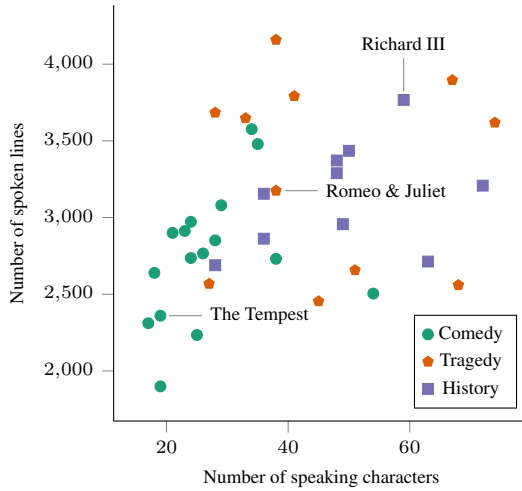 Richard III
4,000
3,500
Romeo & Juliet
3,000
Number of spoken lines
2,500
The Tempest
Comedy
Tragedy
History
2,000
20
40
60
Number of speaking characters